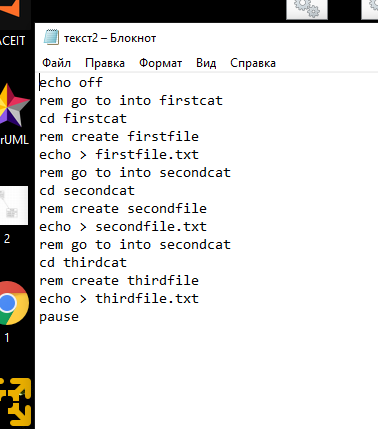 ACEIT
rUML
2
1
текст2 – Блокнот
Файл Правка Формат Вид Справка
echo off
rem go to into firstcat
cd firstcat
rem create firstfile
echo > firstfile.txt
rem go to into secondcat
cd secondcat
rem create secondfile
echo > secondfile.txt
rem go to into secondcat
cd thirdcat
rem create thirdfile
echo > thirdfile.txt
pause